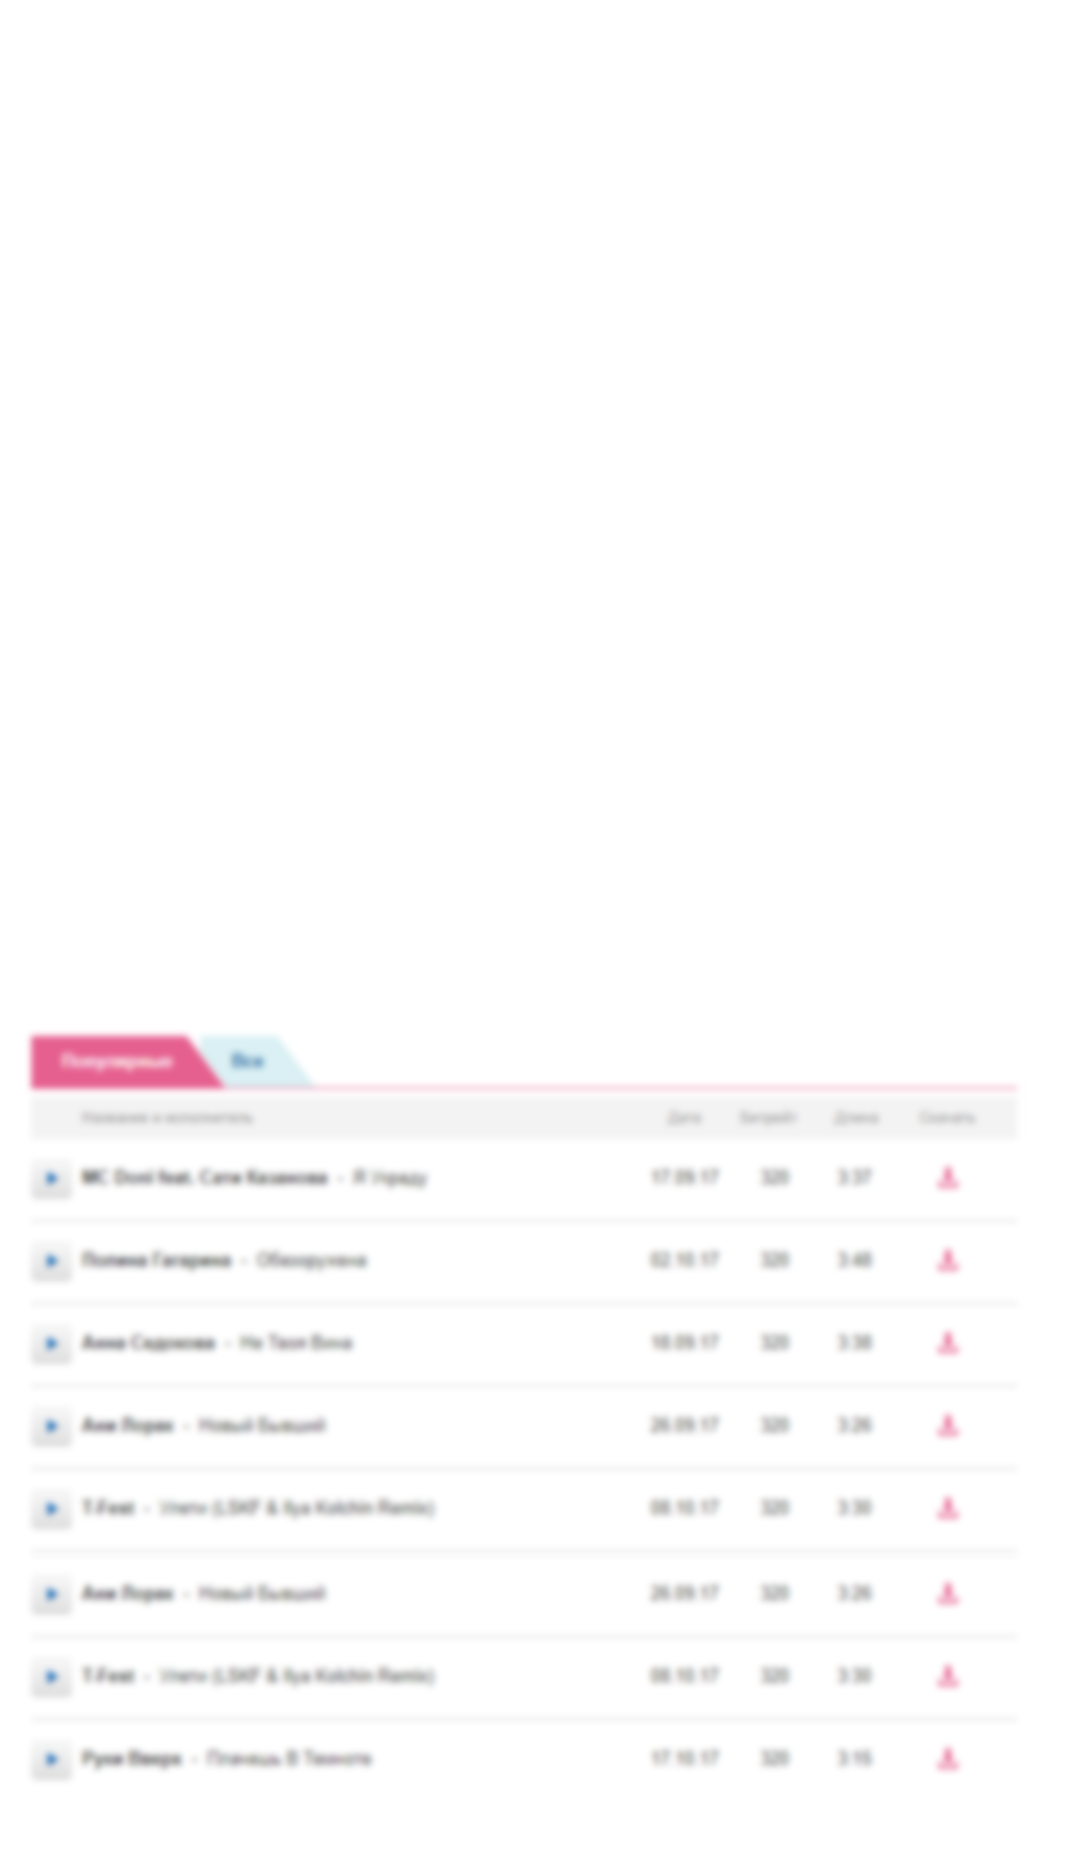 Популярные Все
Название и исполнитель Дата Битрейт Длина Скачать
MC Doni feat. Сати Казанова - Я Украду 17.09.17 320 3:37
Полина Гагарина - Обезоружена 02.10.17 320 3:48
Анна Седокова - Не Твоя Вина 18.09.17 320 3:38
Ани Лорак - Новый Бывший 26.09.17 320 3:26
T-Fest - Улети ( & Ilya Kolchin Remix) 08.10.17 320 3:30
Ани Лорак - Новый Бывший 26.09.17 320 3:26
T-Fest - Улети ( & Ilya Kolchin Remix) 08.10.17 320 3:30
Руки Вверх - Плачешь В Темноте 17.10.17 320 3:15